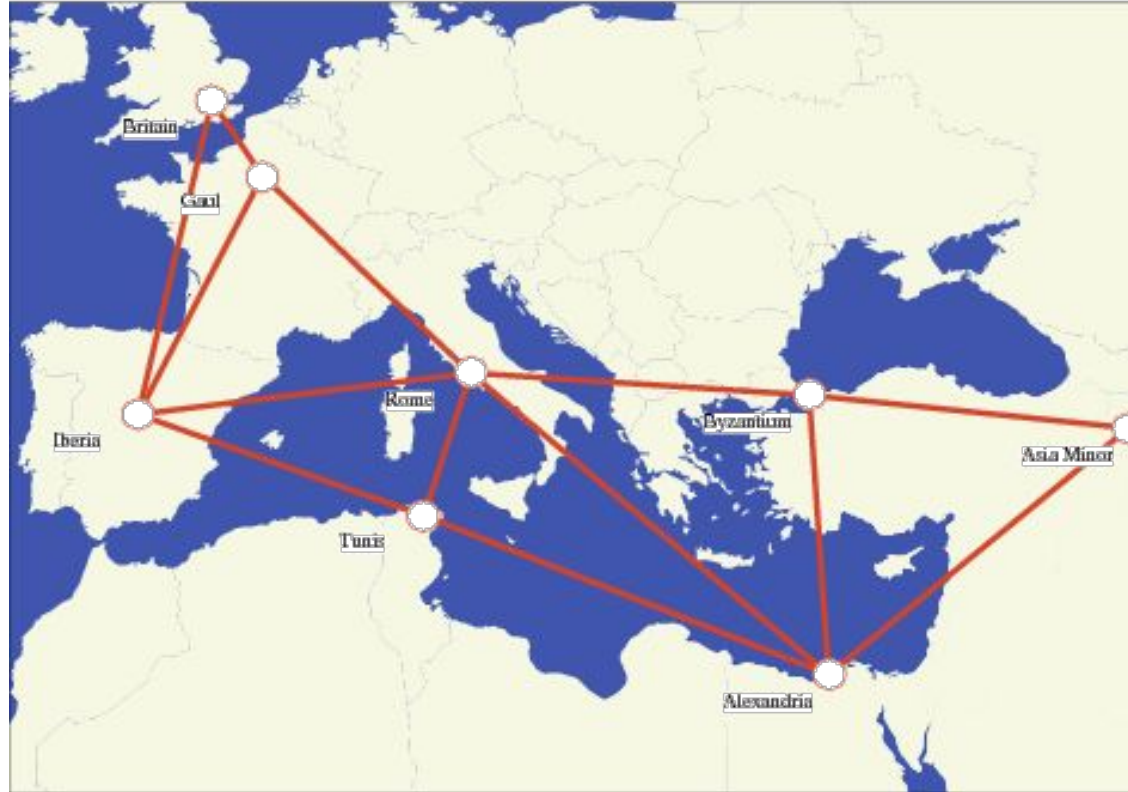 Britain
Gaul
Rome
Byzantium
Iberia
Asia Minor
Tunis
Alexandria